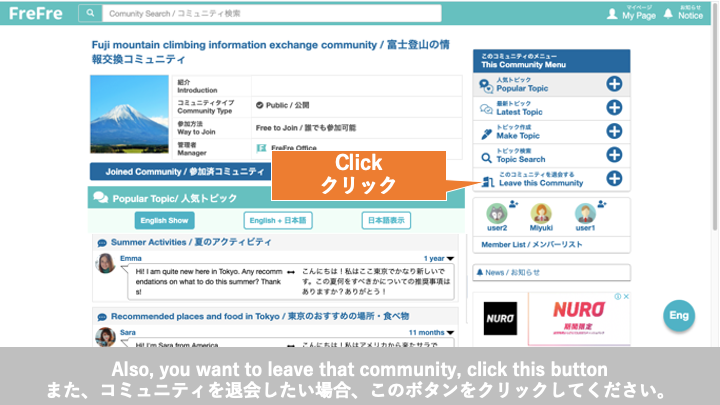 FreFre
Comunity Search / コミュニティ検索
マイページ
My Page
お知らせ
Notice
Fuji mountain climbing information exchange community / 富士登山の情
報交換コミュニティ
紹介
Introduction
コミュニティタイプ
Community Type
Public / 公開
参加方法
Way to Join
Free to Join / 誰でも参加可能
管理者
Manager
FreFre Office
Joined Community / 参加済コミュニティ
Click
クリック
Popular Topic/ 人気トピック
English Show
English + 日本語
日本語表示
Summer Activities / 夏のアクティビティ
Emma
1 year
Hi! I am quite new here in Tokyo. Any recomm
endations on what to do this summer? Thank
s!
こんにちは！私はここ東京でかなり新しいで
す。この夏何をすべきかについての推奨事項は
ありますか？ありがとう！
Recommended places and food in Tokyo / 東京のおすすめの場所・食べ物
Sara
11 months
Hi! I'm Sara from America.
こんにちは！私はアメリカから来たサラで
このコミュニティのメニュー
This Community Menu
人気トピック
Popular Topic
最新トピック
Latest Topic
トピック作成
Make Topic
トピック検索
Topic Search
このコミュニティを退会する
Leave this Community
user2
Miyuki
user1
Member List / メンバーリスト
News / お知らせ
NURO
NURO
期間限定
Eng
Also, you want to leave that community, click this button
また、コミュニティを退会したい場合、このボタンをクリックしてください。